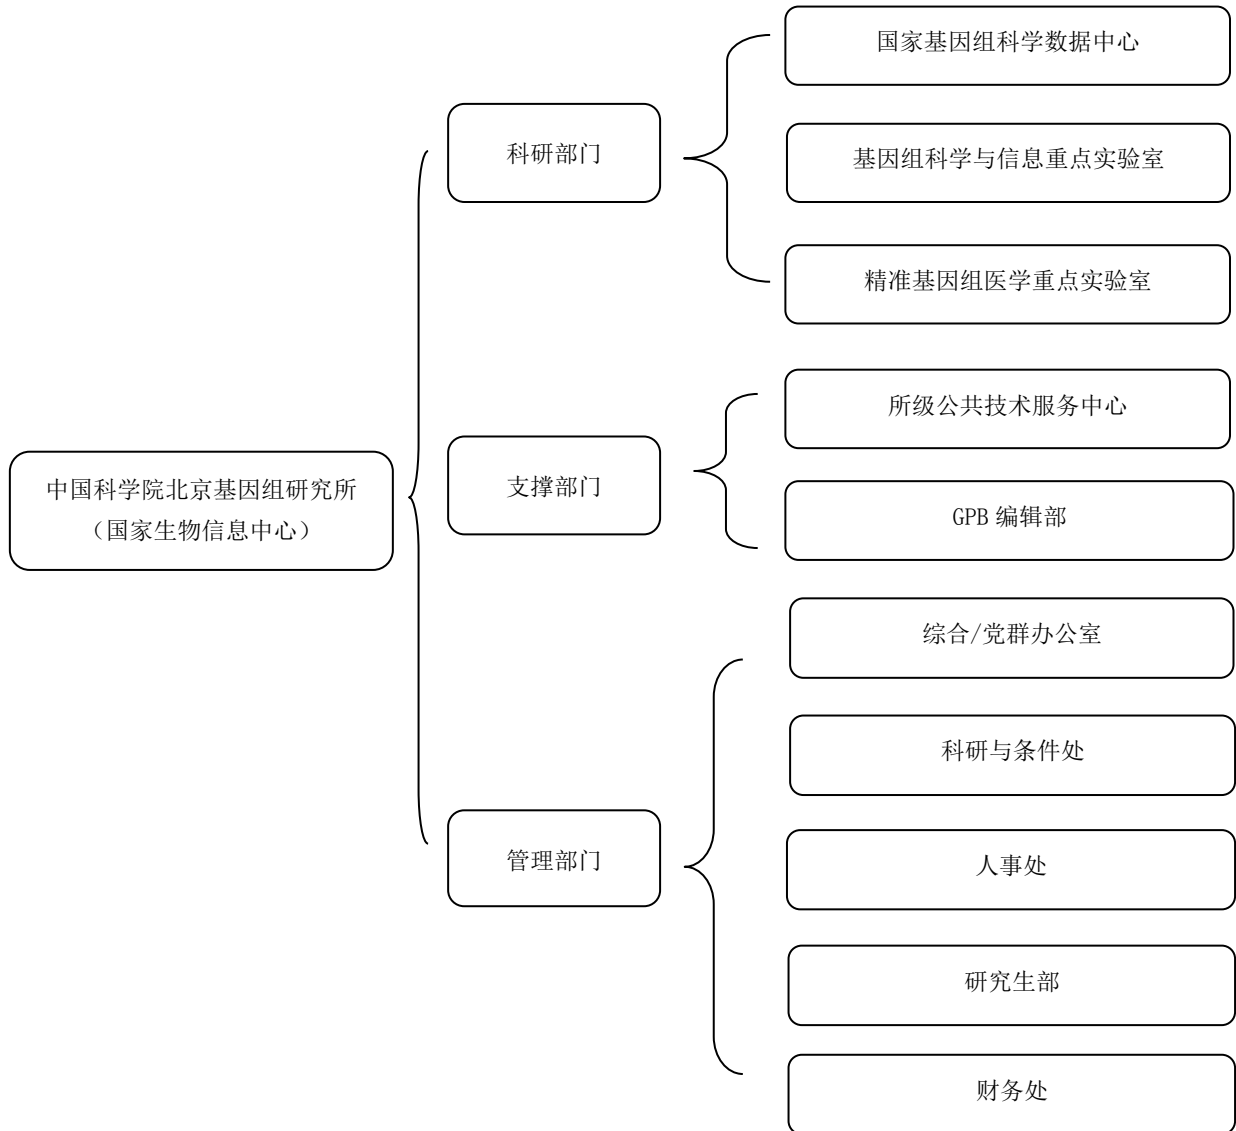 国家基因组科学数据中心
科研部门
基因组科学与信息重点实验室
精准基因组医学重点实验室
所级公共技术服务中心
支撑部门
中国科学院北京基因组研究所
（国家生物信息中心）
GPB 编辑部
综合/党群办公室
科研与条件处
管理部门
人事处
研究生部
财务处